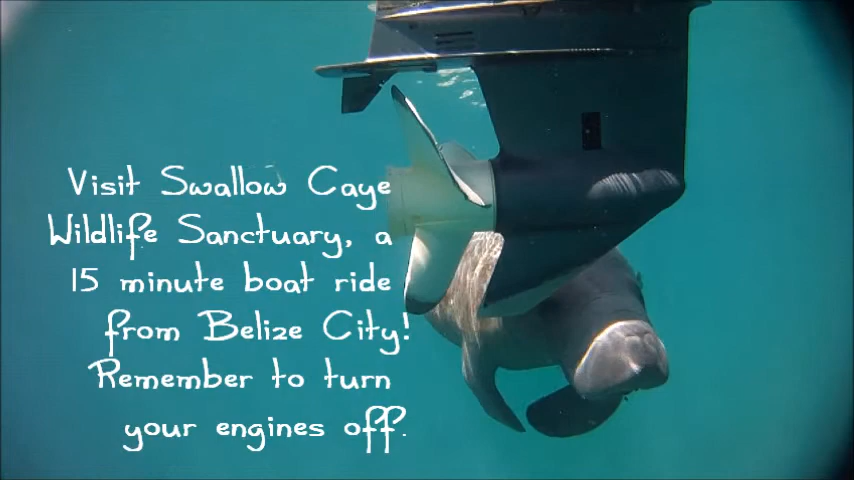 Visit Swallow Caye
Wildlife Sanctuary, a
15 minute boat ride
from Belize City!
Remember to turn
your engines off.